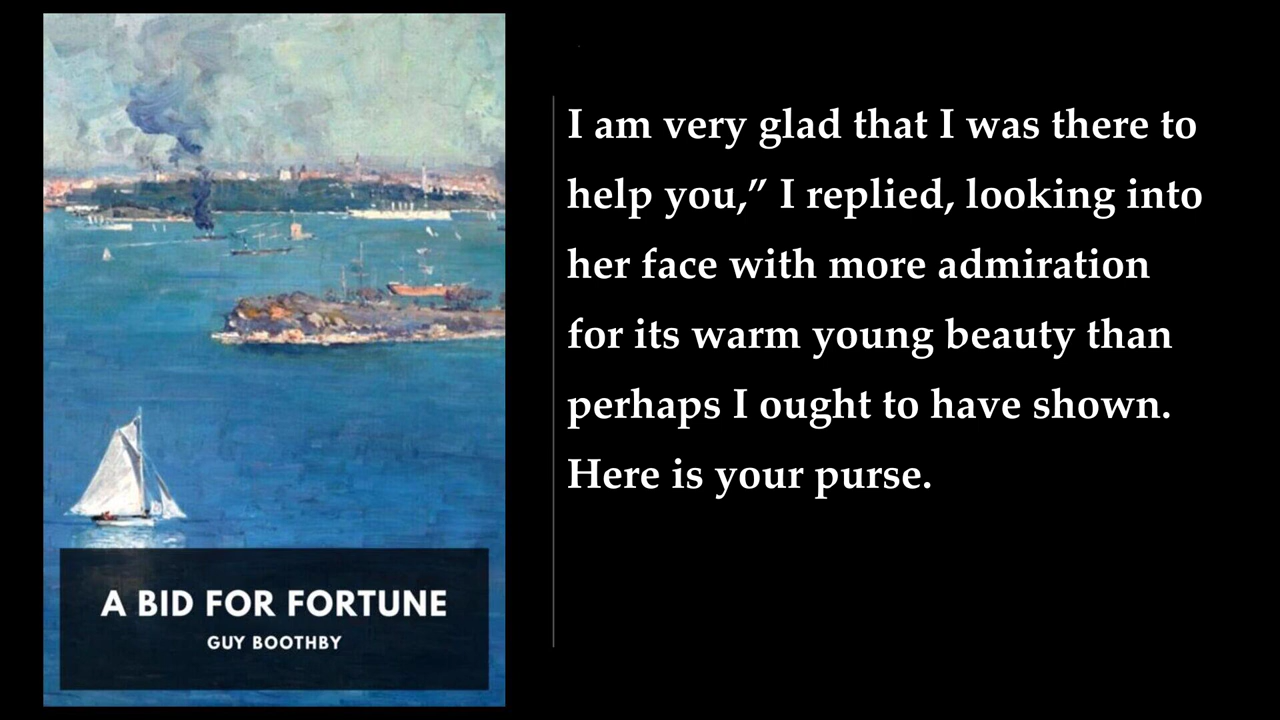 I am very glad that I was there to
help you,” I replied, looking into
her face with more admiration
for its warm young beauty than
perhaps I ought to have shown.
Here is your purse.
A BID FOR FORTUNE
GUY BOOTHBY